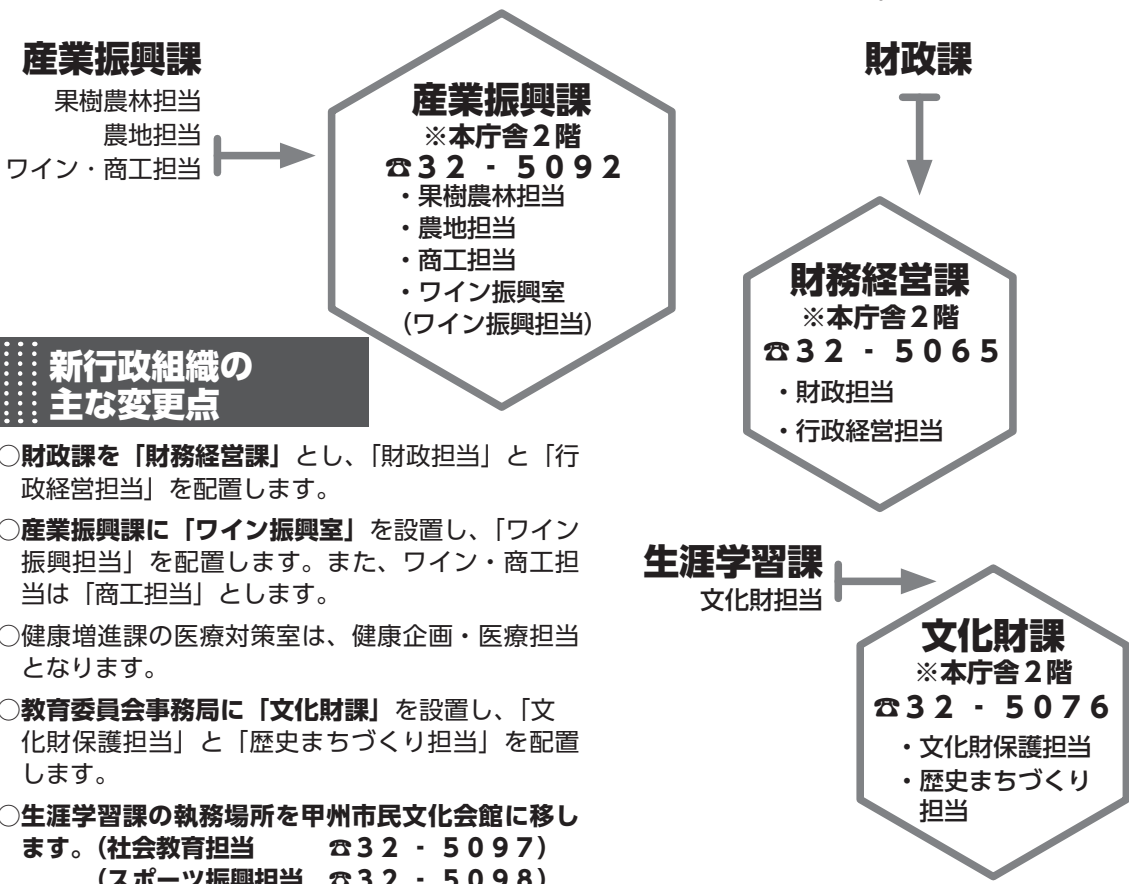 産業振興課
果樹農林担当
農地担当
ワイン・商工担当
産業振興課
※本庁舎2階
☎32-5092
・果樹農林担当
・農地担当
・商工担当
・ワイン振興室
（ワイン振興担当）
財政課
財務経営課
※本庁舎2階
☎32-5065
・財政担当
・行政経営担当
新行政組織の
主な変更点
○財政課を「財務経営課」とし、「財政担当」と「行
政経営担当」を配置します。
○産業振興課に「ワイン振興室」を設置し、「ワイン
振興担当」を配置します。また、ワイン・商工担
当は「商工担当」とします。
○健康増進課の医療対策室は、健康企画・医療担当
となります。
○教育委員会事務局に「文化財課」を設置し、「文
化財保護担当」と「歴史まちづくり担当」を配置
します。
○生涯学習課の執務場所を甲州市民文化会館に移し
ます。（社会教育担当 ☎32-5097）
（スポーツ振興担当 ☎32-5098）
生涯学習課
文化財担当
文化財課
※本庁舎2階
☎32-5076
・文化財保護担当
・歴史まちづくり
担当